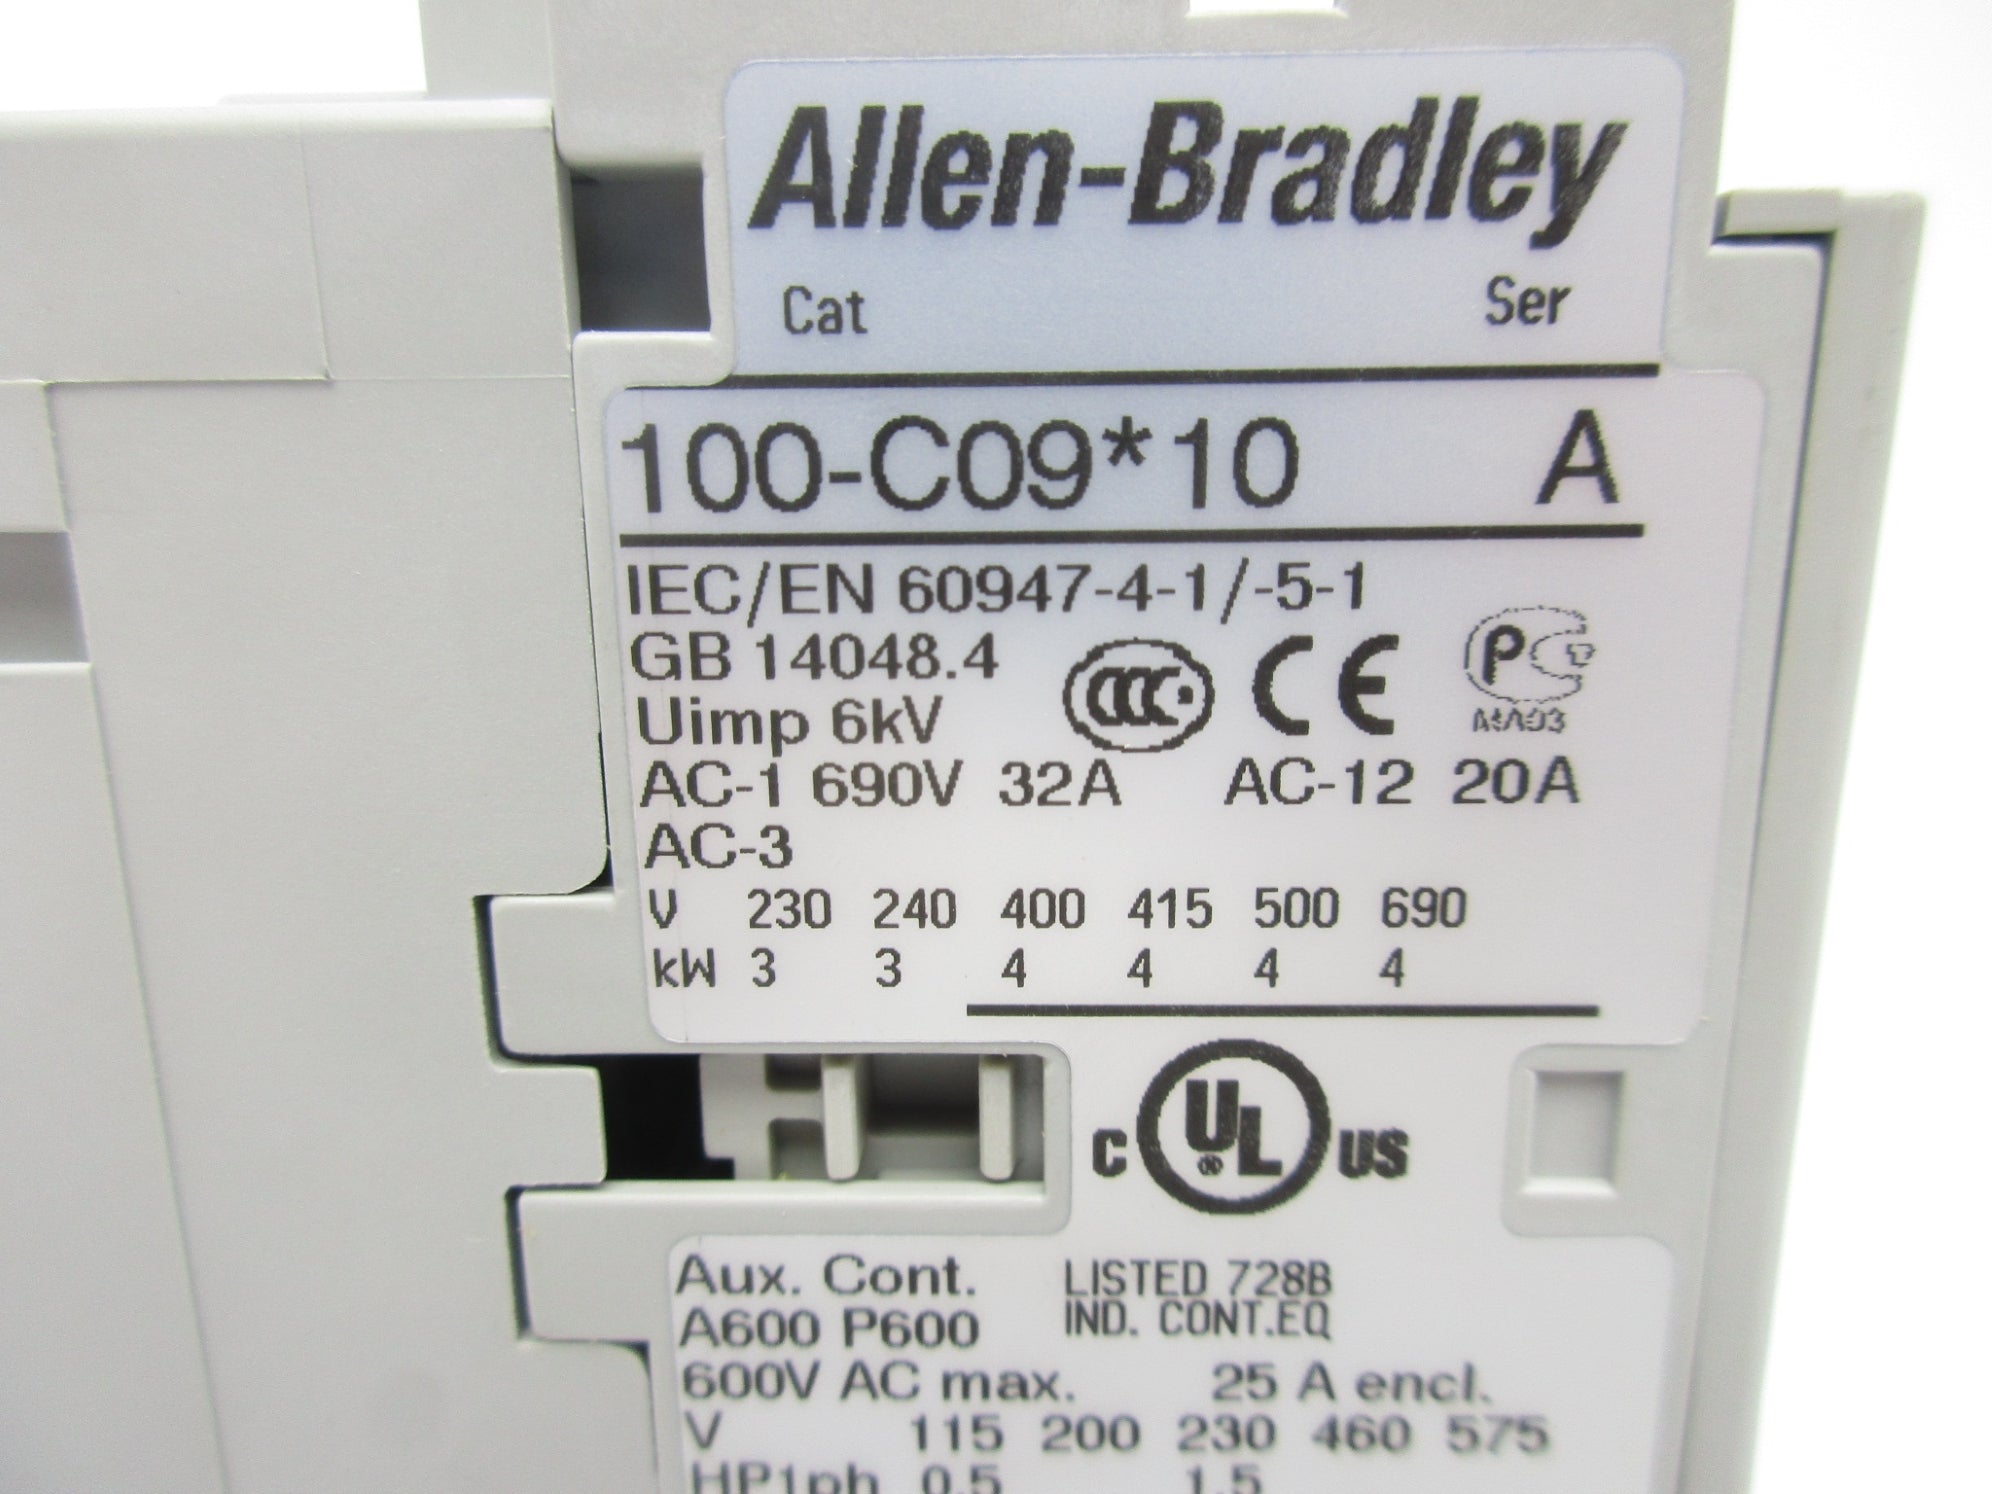 Allen-Bradley
Cat Ser
100-C09*10 A
IEC/EN 60947-4-1/-5-1
GB 14048.4
Uimp 6kV CCC CE
AC-1 690V 32A AC-12 20A
AC-3
V 230 240 400 415 500 690
kW 3 3 4 4 4 4
C UL ® US
Aux. Cont. LISTED 728B
A600 P600 IND. CONT.EQ
600V AC max. 25 A encl.
V 115 200 230 460 575
HP1ph 0.5 1.5